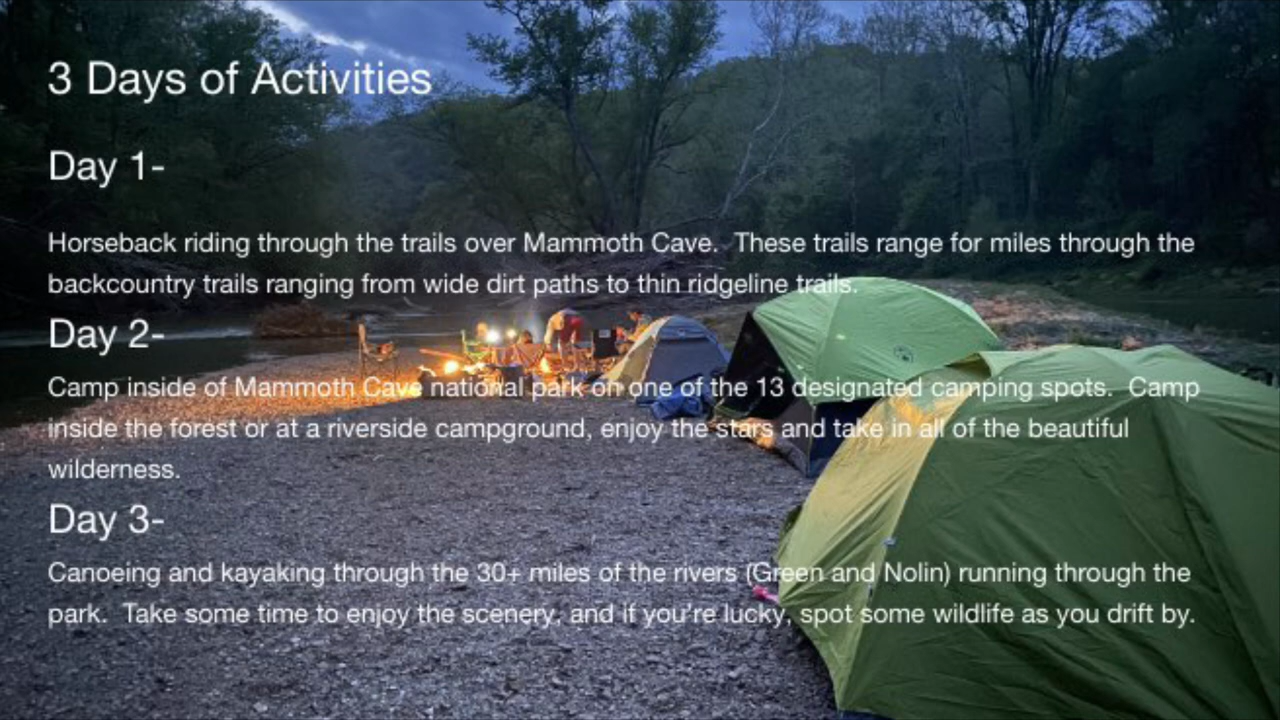 3 Days of Activities
Day 1-
Horseback riding through the trails over Mammoth Cave.  These trails range for miles through the
backcountry trails ranging from wide dirt paths to thin ridgeline trails.
Day 2-
Camp inside of Mammoth Cave national park on one of the 13 designated camping spots.  Camp
inside the forest or at a riverside campground, enjoy the stars and take in all of the beautiful
wilderness.
Day 3-
Canoeing and kayaking through the 30+ miles of the rivers (Green and Nolin) running through the
park.  Take some time to enjoy the scenery, and if you're lucky, spot some wildlife as you drift by.